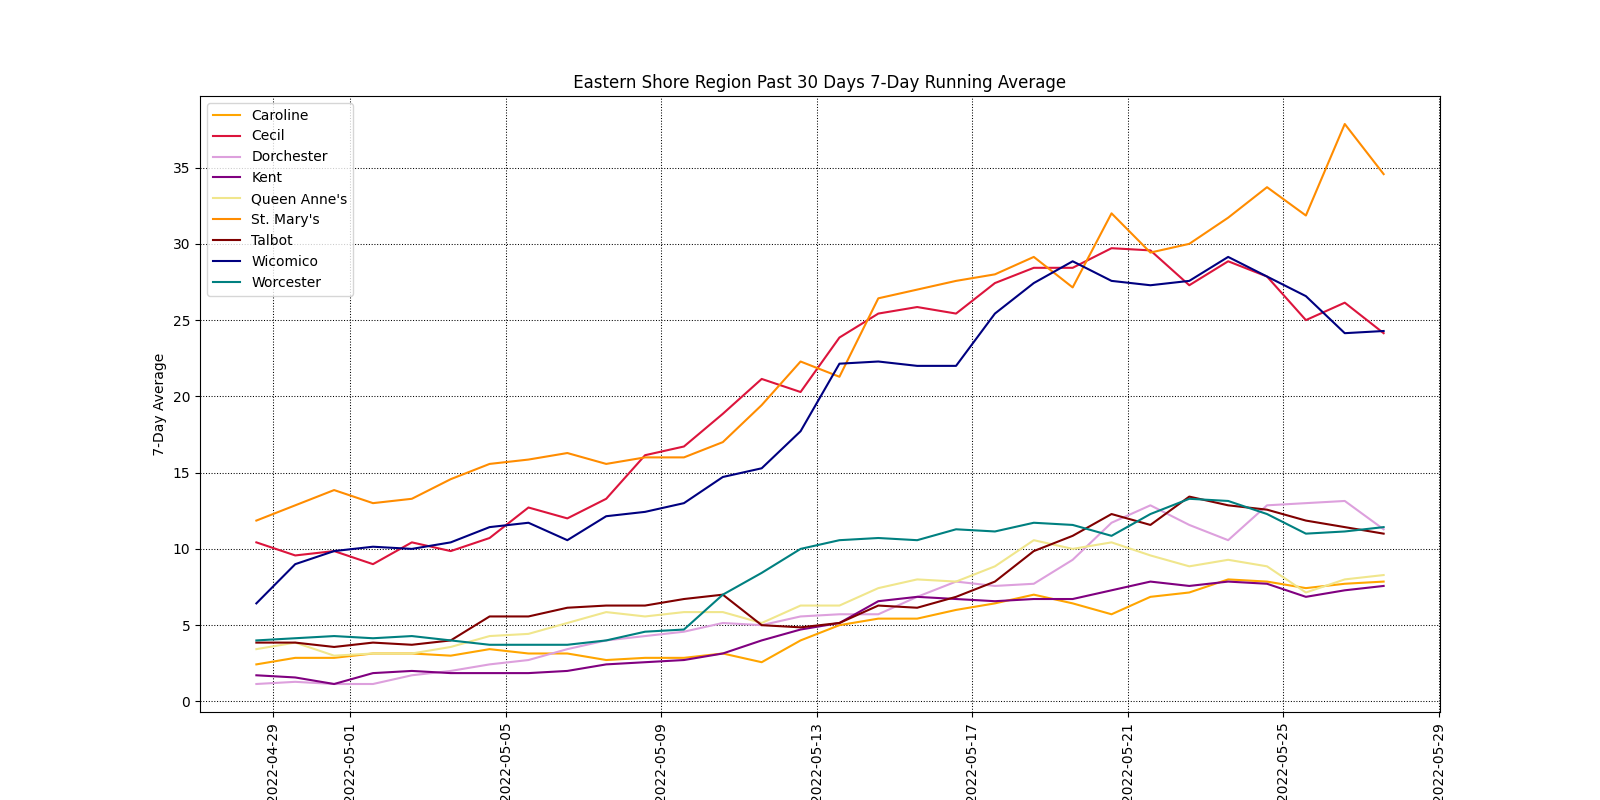 Eastern Shore Region Past 30 Days 7-Day Running Average
Caroline
Cecil
Dorchester
Kent
Queen Anne's
St. Mary's
Talbot
Wicomico
Worcester
7-Day Average
35
30
25
20
15
10
5
0
2022-04-29
2022-05-01
2022-05-05
2022-05-09
2022-05-13
2022-05-17
2022-05-21
2022-05-25
2022-05-29